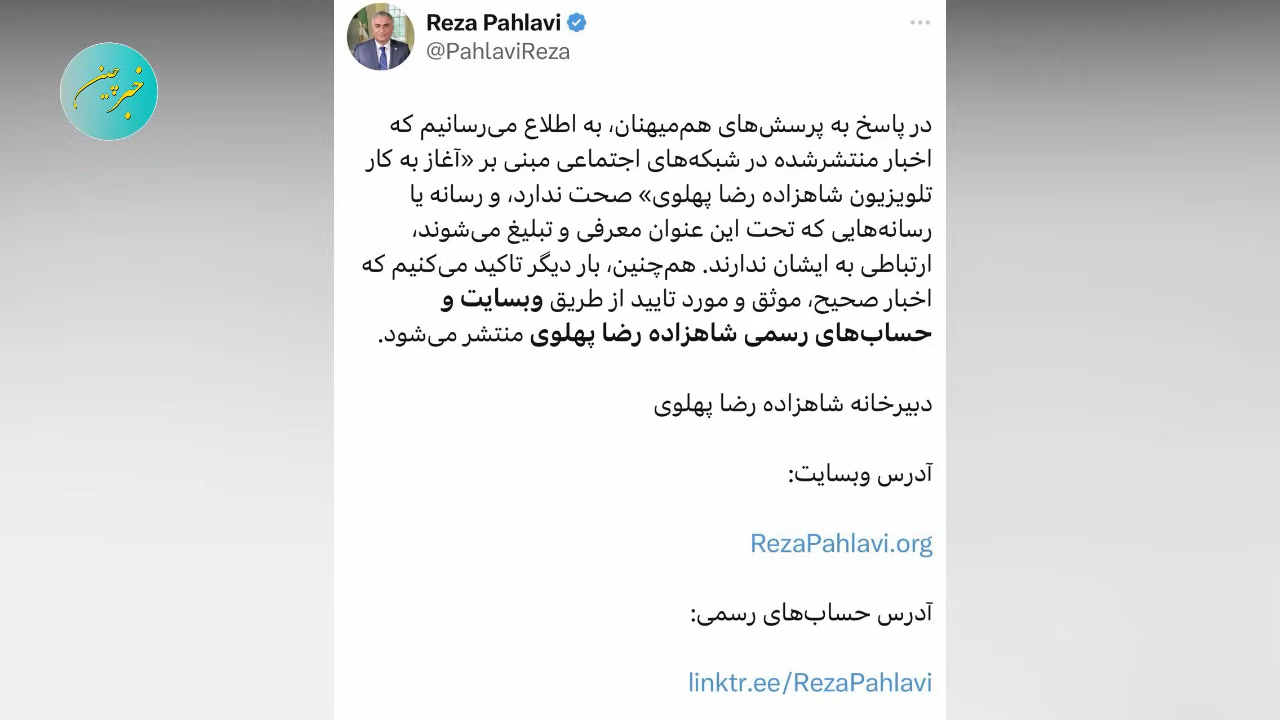 خبرچین
Reza Pahlavi
@PahlaviReza
در پاسخ به پرسش‌های هم‌میهنان، به اطلاع می‌رسانیم که
اخبار منتشرشده در شبکه‌های اجتماعی مبنی بر «آغاز به کار
تلویزیون شاهزاده رضا پهلوی» صحت ندارد، و رسانه یا
رسانه‌هایی که تحت این عنوان معرفی و تبلیغ می‌شوند،
ارتباطی به ایشان ندارند. هم‌چنین، بار دیگر تاکید می‌کنیم که
اخبار صحیح، موثق و مورد تایید از طریق وبسایت و
حساب‌های رسمی شاهزاده رضا پهلوی منتشر می‌شود.
دبیرخانه شاهزاده رضا پهلوی
آدرس وبسایت:
RezaPahlavi.org
آدرس حساب‌های رسمی:
linktr.ee/RezaPahlavi